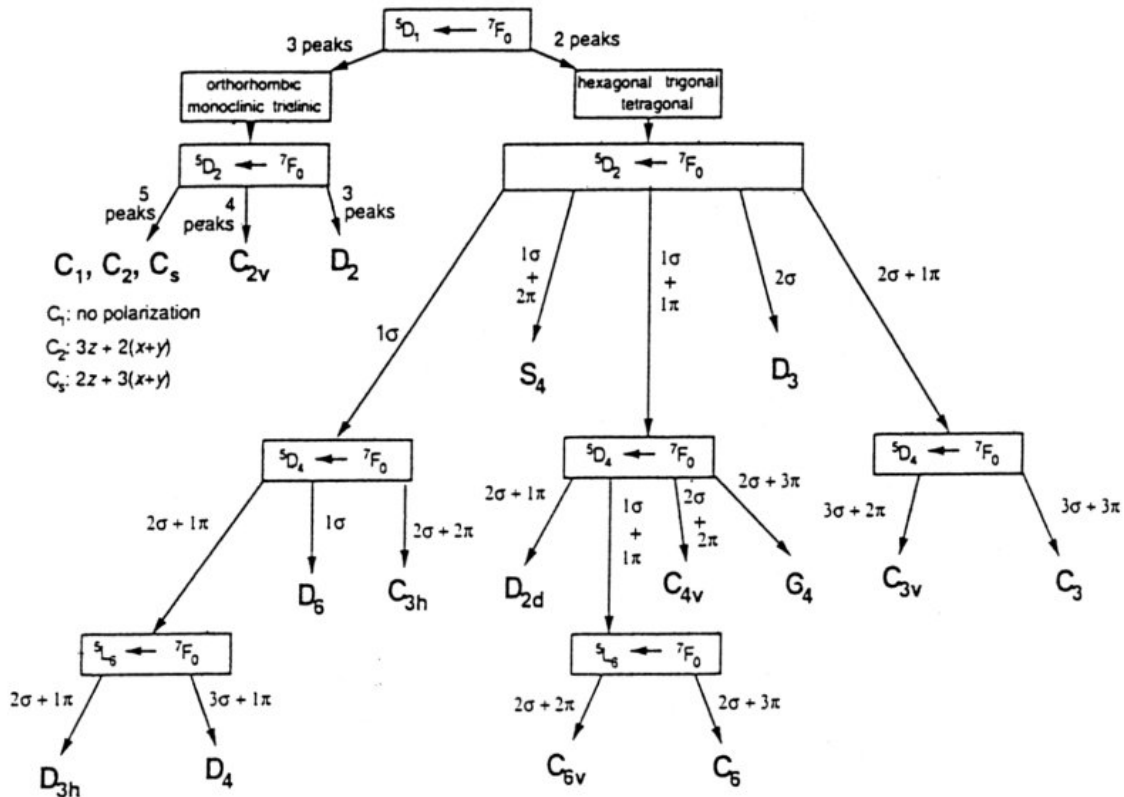 ⁵D₁ ← ⁷F₀
3 peaks
2 peaks
orthorhombic
monoclinic triclinic
hexagonal trigonal
tetragonal
⁵D₂ ← ⁷F₀
⁵D₂ ← ⁷F₀
5
peaks
4
peaks
3
peaks
C₁, C₂, Cₛ
C₂ᵥ
D₂
C₁: no polarization
C₂: 3z + 2(x+y)
Cₛ: 2z + 3(x+y)
1σ
1σ
+
2π
1σ
+
1π
2σ
2σ + 1π
S₄
D₃
⁵D₄ ← ⁷F₀
⁵D₄ ← ⁷F₀
⁵D₄ ← ⁷F₀
2σ + 1π
1σ
2σ + 2π
2σ + 1π
1σ
+
1π
2σ
+
2π
2σ + 3π
3σ + 2π
3σ + 3π
D₆
C₃ₕ
D₂d
C₄ᵥ
G₄
C₃ᵥ
C₃
⁵L₆ ← ⁷F₀
⁵L₆ ← ⁷F₀
2σ + 1π
3σ + 1π
2σ + 2π
2σ + 3π
D₃ₕ
D₄
C₆ᵥ
C₆